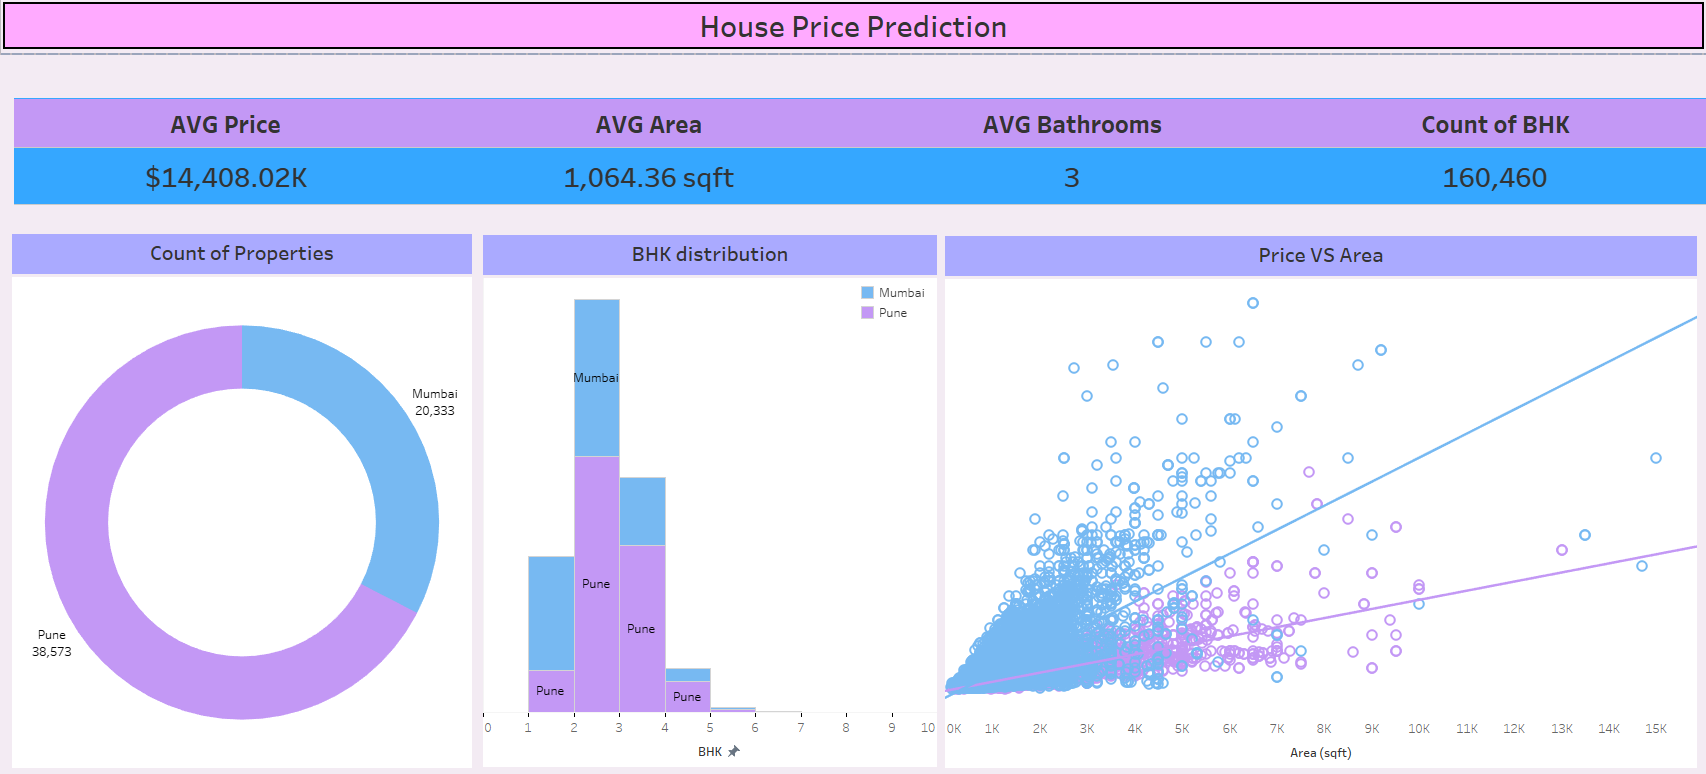 House Price Prediction
AVG Price AVG Area AVG Bathrooms Count of BHK
$14,408.02K 1,064.36 sqft 3 160,460
Count of Properties
Mumbai
20,333
Pune
38,573
BHK distribution
Mumbai
Pune
Mumbai
Pune
Pune
Pune
Pune
0 1 2 3 4 5 6 7 8 9 10
BHK
Price VS Area
0K 1K 2K 3K 4K 5K 6K 7K 8K 9K 10K 11K 12K 13K 14K 15K
Area (sqft)